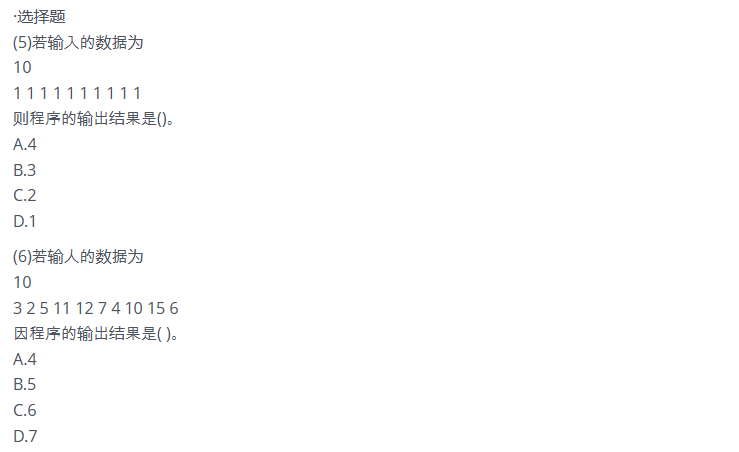 ·选择题
(5)若输入的数据为
10
1 1 1 1 1 1 1 1 1 1
则程序的输出结果是()。
A.4
B.3
C.2
D.1
(6)若输人的数据为
10
3 2 5 11 12 7 4 10 15 6
因程序的输出结果是( )。
A.4
B.5
C.6
D.7